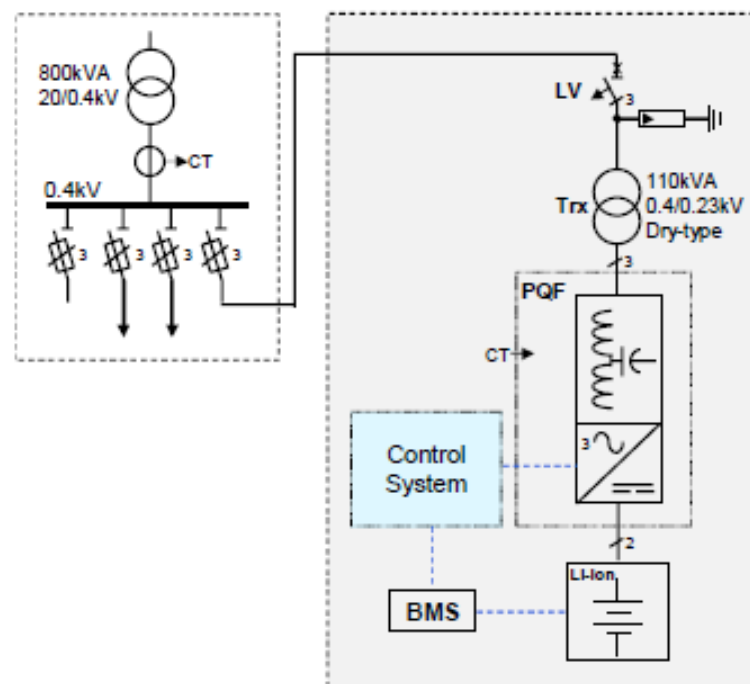 800kVA
20/0.4kV
CT
0.4kV
3
3
3
3
LV
3
Trx
110kVA
0.4/0.23kV
Dry-type
3
PQF
CT
3
Control
System
2
Li-Ion
BMS